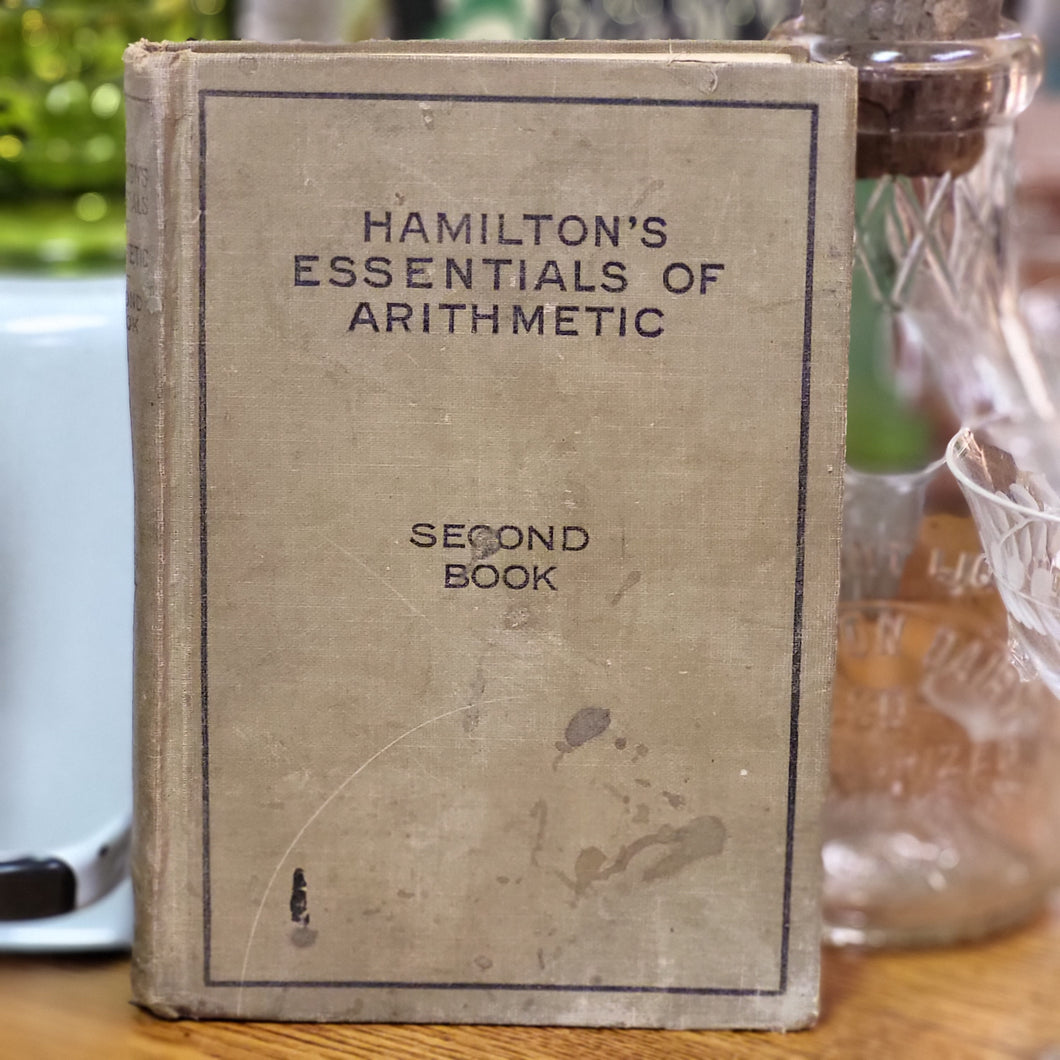 HAMILTON'S
ESSENTIALS OF
ARITHMETIC
SECOND
BOOK